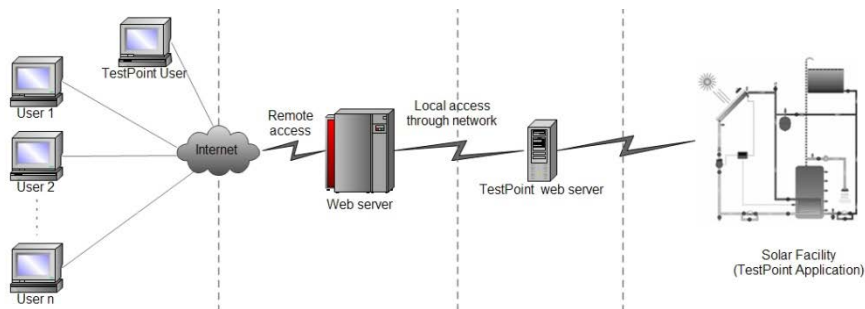 TestPoint User
User 1
User 2
User n
Internet
Remote
access
Web server
Local access
through network
TestPoint web server
Solar Facility
(TestPoint Application)